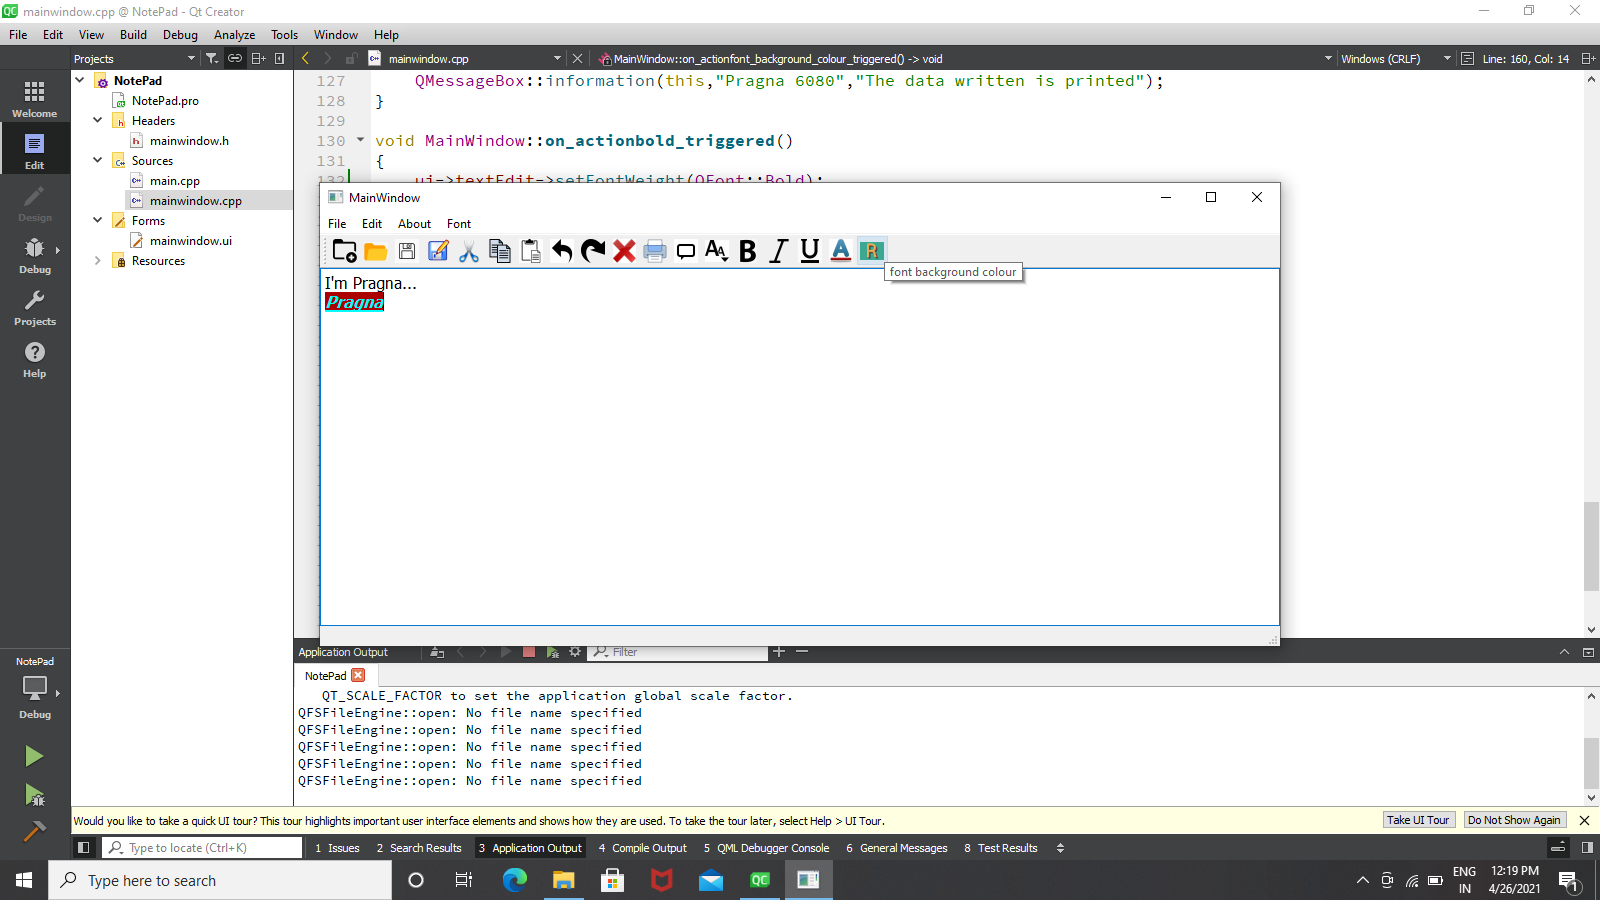 mainwindow.cpp @ NotePad - Qt Creator
File Edit View Build Debug Analyze Tools Window Help
Projects
mainwindow.cpp
MainWindow::on_actionfont_background_colour_triggered() -> void
Windows (CRLF)
Line: 160, Col: 14
Welcome
Edit
Design
Debug
Projects
Help
NotePad
NotePad.pro
Headers
mainwindow.h
Sources
main.cpp
mainwindow.cpp
Forms
mainwindow.ui
Resources
127 QMessageBox::information(this,"Pragna 6080","The data written is printed");
128 }
129
130 void MainWindow::on_actionbold_triggered()
131 {
132 ui->textEdit->setFontWeight(QFont::Bold);
MainWindow
File Edit About Font
font background colour
I'm Pragna...
Pragna
Application Output
Filter
NotePad
QT_SCALE_FACTOR to set the application global scale factor.
QFSFileEngine::open: No file name specified
QFSFileEngine::open: No file name specified
QFSFileEngine::open: No file name specified
QFSFileEngine::open: No file name specified
QFSFileEngine::open: No file name specified
NotePad
Debug
Would you like to take a quick UI tour? This tour highlights important user interface elements and shows how they are used. To take the tour later, select Help > UI Tour.
Take UI Tour
Do Not Show Again
Type to locate (Ctrl+K)
1 Issues 2 Search Results 3 Application Output 4 Compile Output 5 QML Debugger Console 6 General Messages 8 Test Results
Type here to search
ENG
IN
12:19 PM
4/26/2021
1